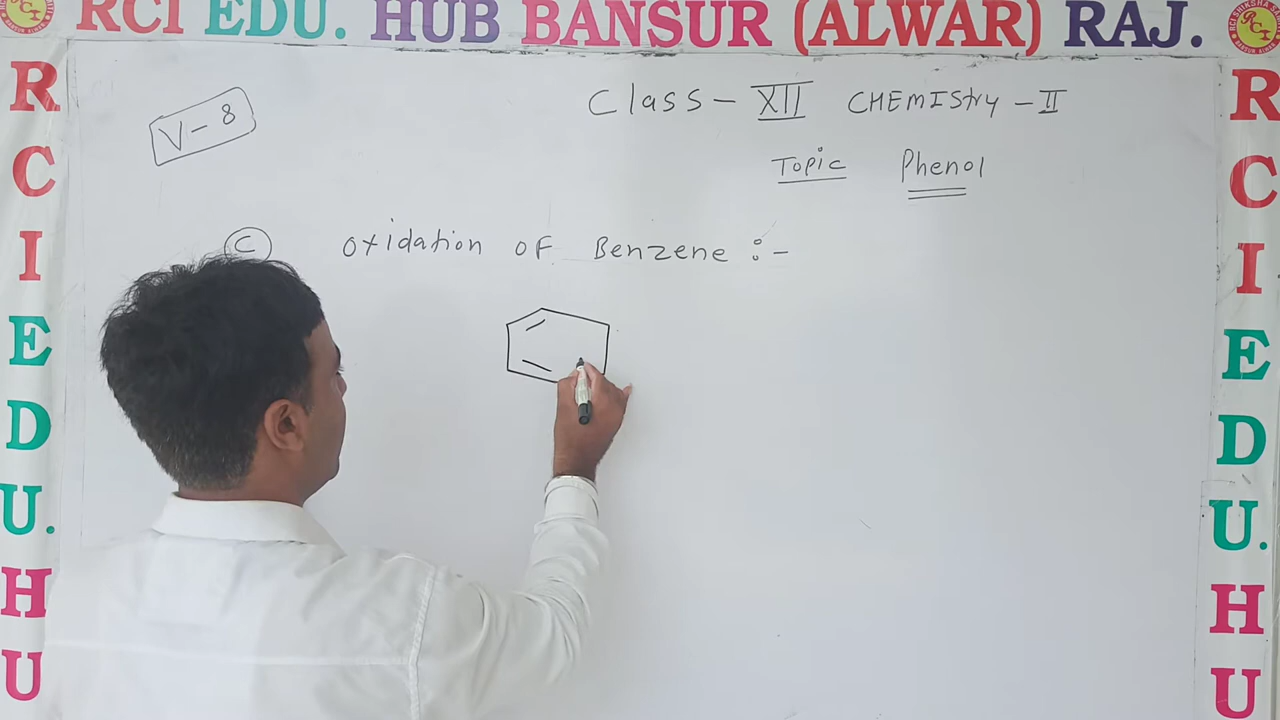 RCI EDU. HUB BANSUR (ALWAR) RAJ.
V-8
Class - XII CHEMIStry - II
Topic Phenol
C Oxidation OF Benzene :-
R
C
I
E
D
U.
H
U
R
C
I
E
D
U.
H
U